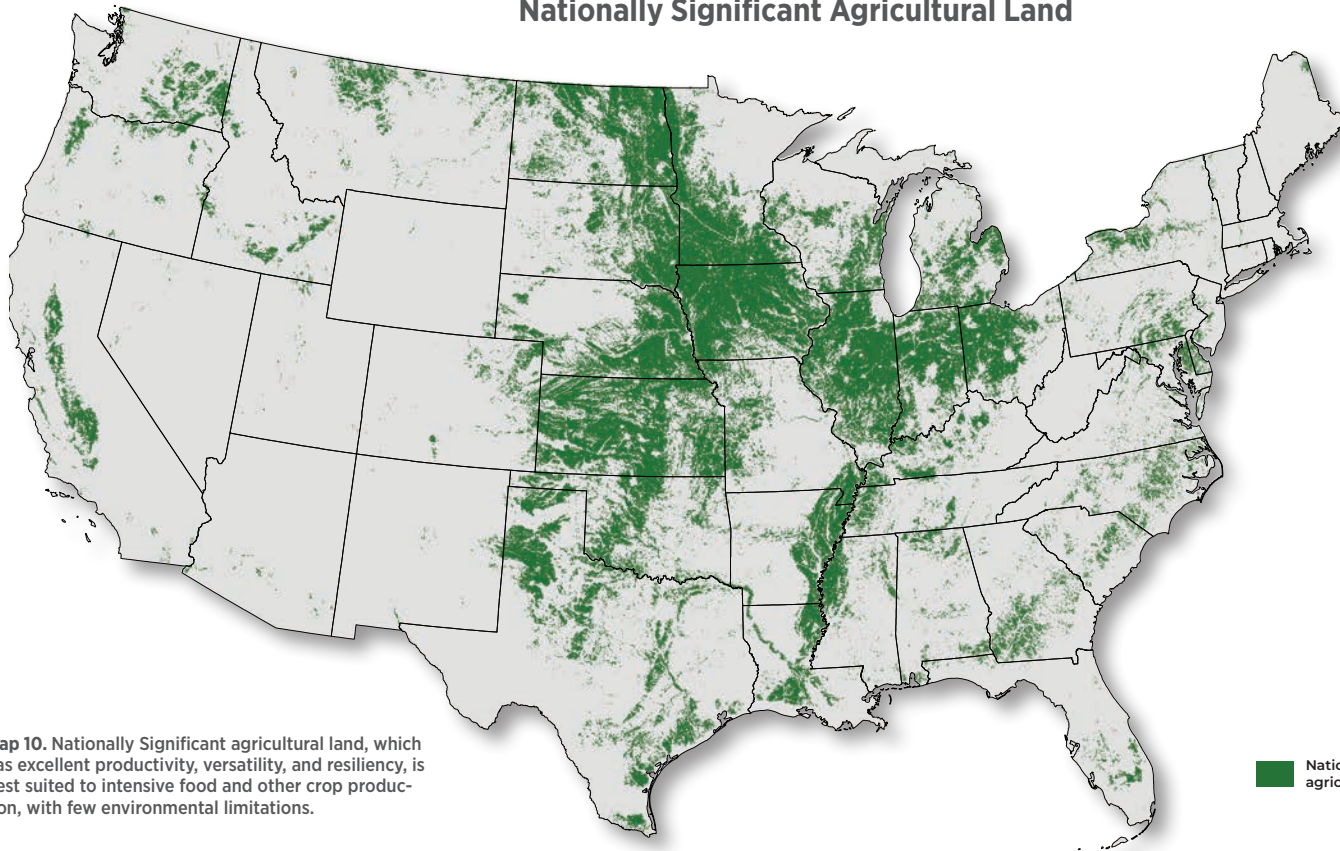 Nationally Significant Agricultural Land
ap 10. Nationally Significant agricultural land, which
as excellent productivity, versatility, and resiliency, is
est suited to intensive food and other crop produc-
on, with few environmental limitations.
Natio
agric